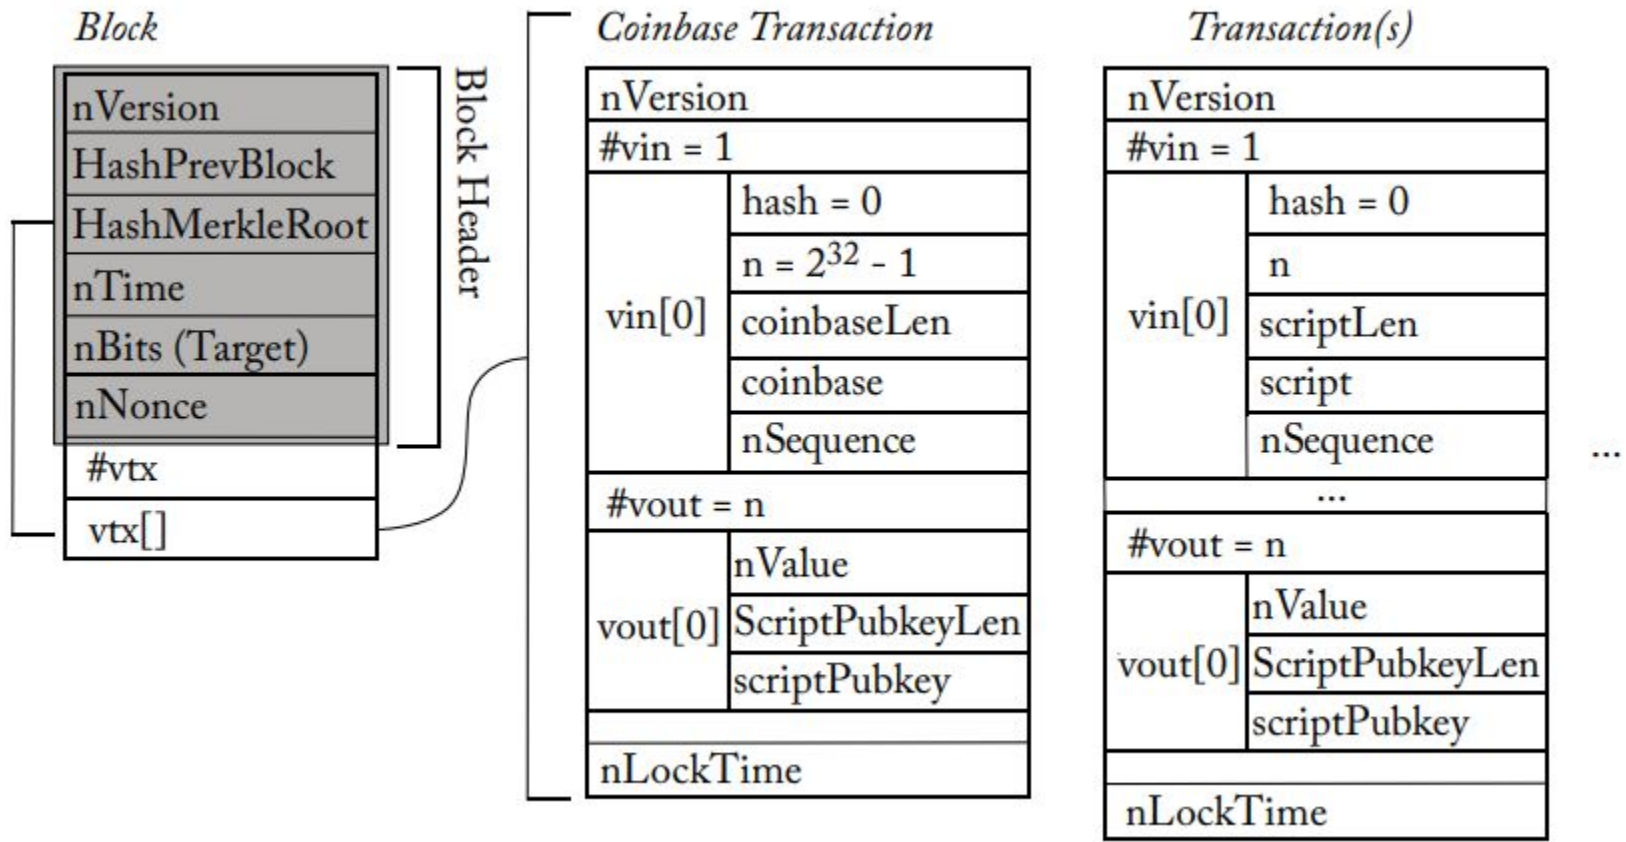 Block
nVersion
HashPrevBlock
HashMerkleRoot
nTime
nBits (Target)
nNonce
#vtx
vtx[]
Block Header
Coinbase Transaction
nVersion
#vin = 1
vin[0]
hash = 0
n = 2³² - 1
coinbaseLen
coinbase
nSequence
#vout = n
vout[0]
nValue
ScriptPubkeyLen
scriptPubkey
nLockTime
Transaction(s)
nVersion
#vin = 1
vin[0]
hash = 0
n
scriptLen
script
nSequence
...
#vout = n
vout[0]
nValue
ScriptPubkeyLen
scriptPubkey
nLockTime
...